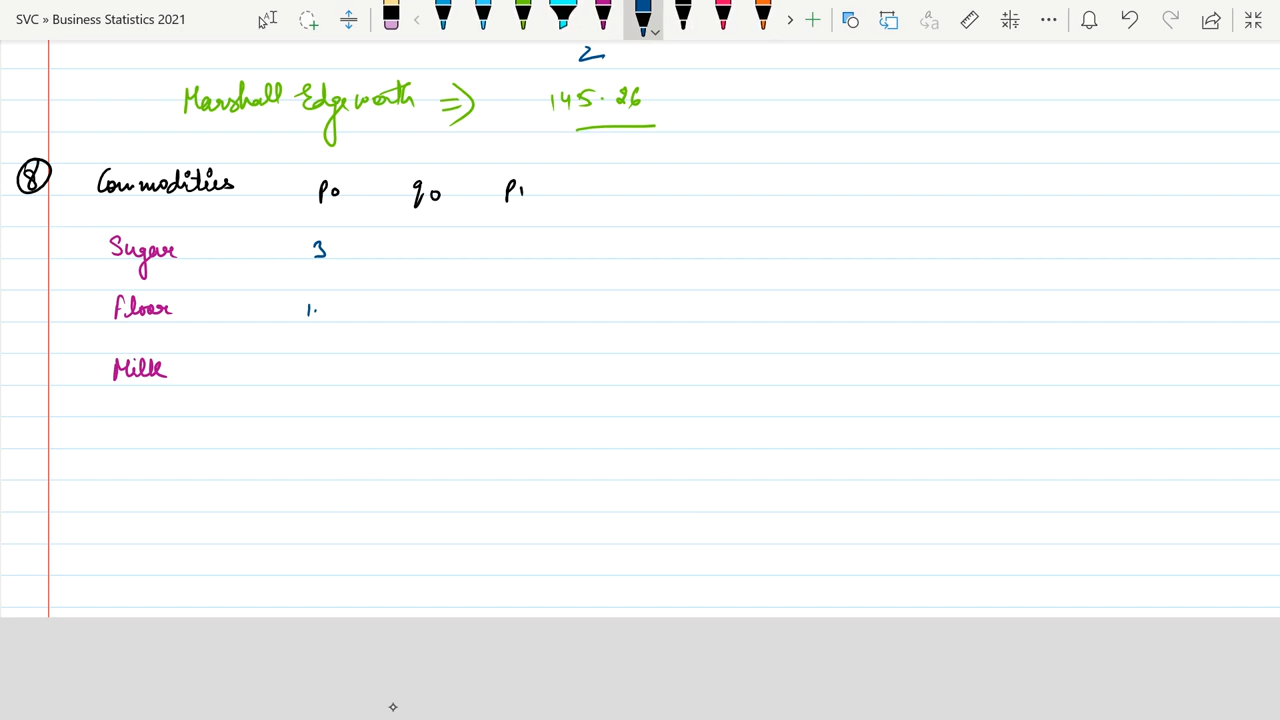 SVC » Business Statistics 2021
2
Marshall Edgeworth => 145.26
8 Commodities p0 q0 p1
Sugar 3
Floor 1.
Milk